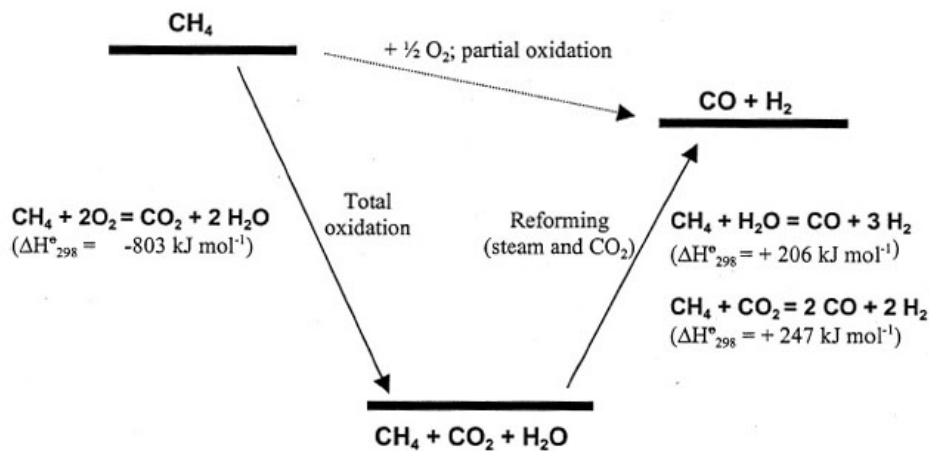 CH₄
+ ½ O₂; partial oxidation
CO + H₂
CH₄ + 2O₂ = CO₂ + 2 H₂O
(ΔH°₂₉₈ = -803 kJ mol⁻¹)
Total
oxidation
Reforming
(steam and CO₂)
CH₄ + H₂O = CO + 3 H₂
(ΔH°₂₉₈ = + 206 kJ mol⁻¹)
CH₄ + CO₂ = 2 CO + 2 H₂
(ΔH°₂₉₈ = + 247 kJ mol⁻¹)
CH₄ + CO₂ + H₂O